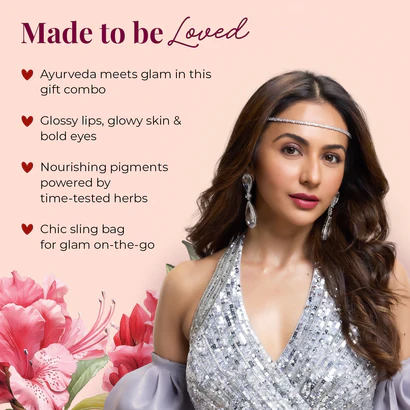 Made to be Loved
Ayurveda meets glam in this
gift combo
Glossy lips, glowy skin &
bold eyes
Nourishing pigments
powered by
time-tested herbs
Chic sling bag
for glam on-the-go